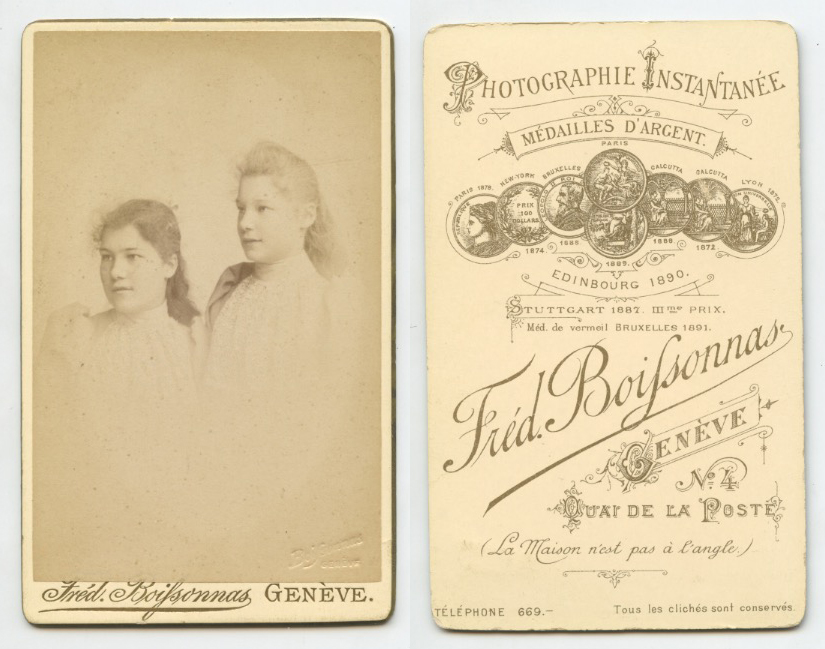 Fréd. Boissonnas GENÈVE.
PHOTOGRAPHIE INSTANTANÉE
MÉDAILLES D'ARGENT.
PARIS
PARIS 1878. NEW-YORK BRUXELLES CALCUTTA CALCUTTA LYON 1872.
PRIX
100
DOLLARS
1874 1888 1889. 1888 1872
EDINBOURG 1890.
STUTTGART 1887. IIIme PRIX.
Méd. de vermeil BRUXELLES 1891.
Fréd. Boissonnas
GENÈVE
No. 4
QUAI DE LA POSTE
(La Maison n'est pas à l'angle.)
TÉLÉPHONE 669.-
Tous les clichés sont conservés.